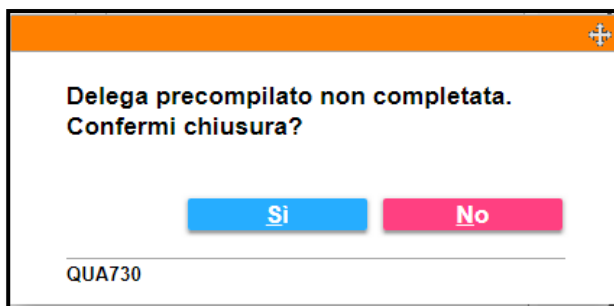 Delega precompilato non completata.
Confermi chiusura?
Sì No
QUA730